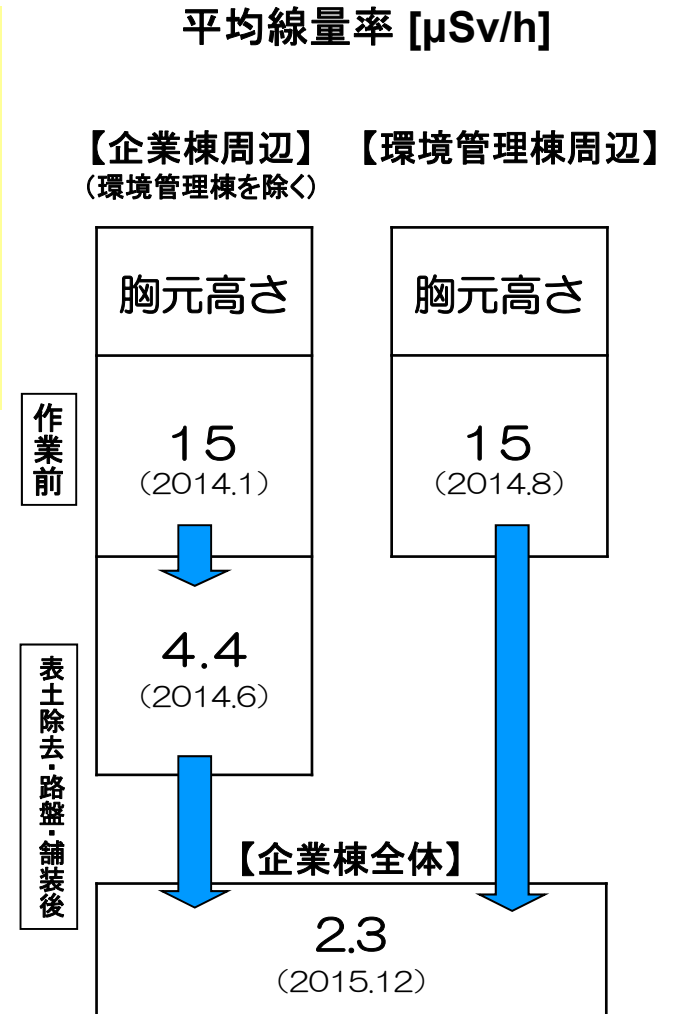 平均線量率 [μSv/h]
【企業棟周辺】 【環境管理棟周辺】
（環境管理棟を除く）
胸元高さ 胸元高さ
作業前
15 15
（2014.1） （2014.8）
4.4
（2014.6）
表土除去・路盤・舗装後
【企業棟全体】
2.3
（2015.12）